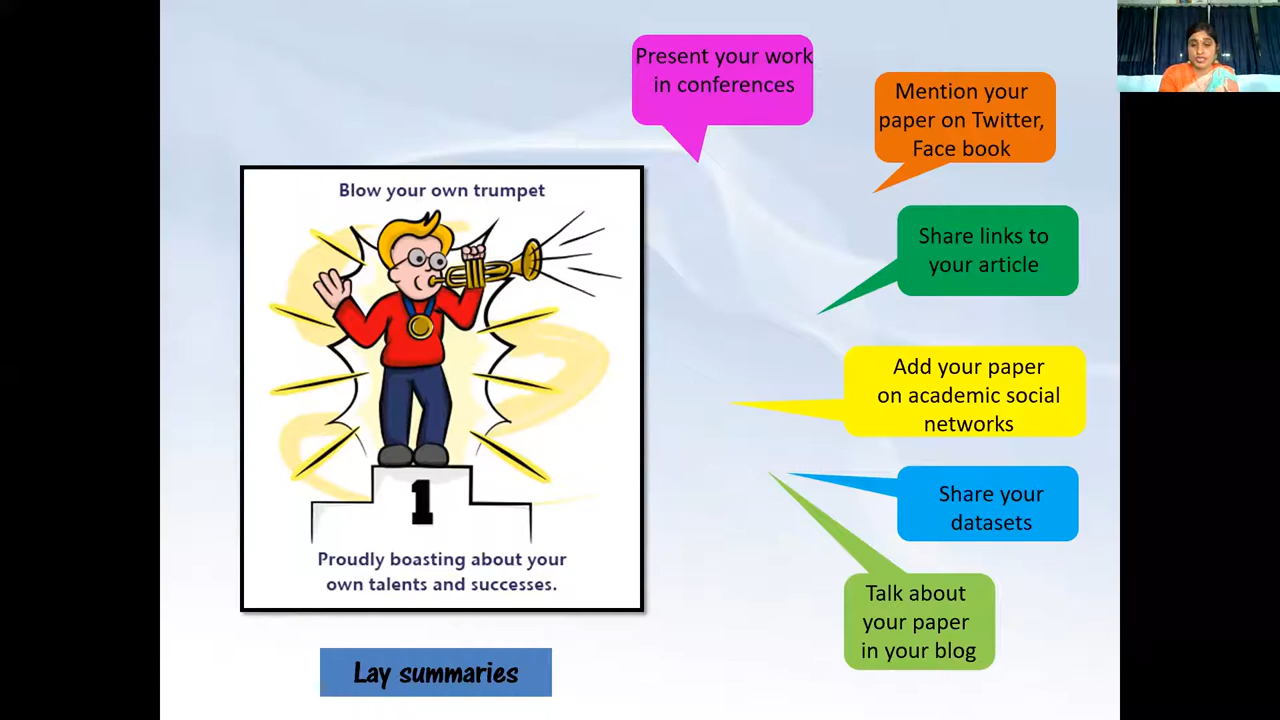 Present your work
in conferences
Mention your
paper on Twitter,
Face book
Blow your own trumpet
Share links to
your article
Add your paper
on academic social
networks
1
Share your
datasets
Proudly boasting about your
own talents and successes.
Talk about
your paper
in your blog
Lay summaries